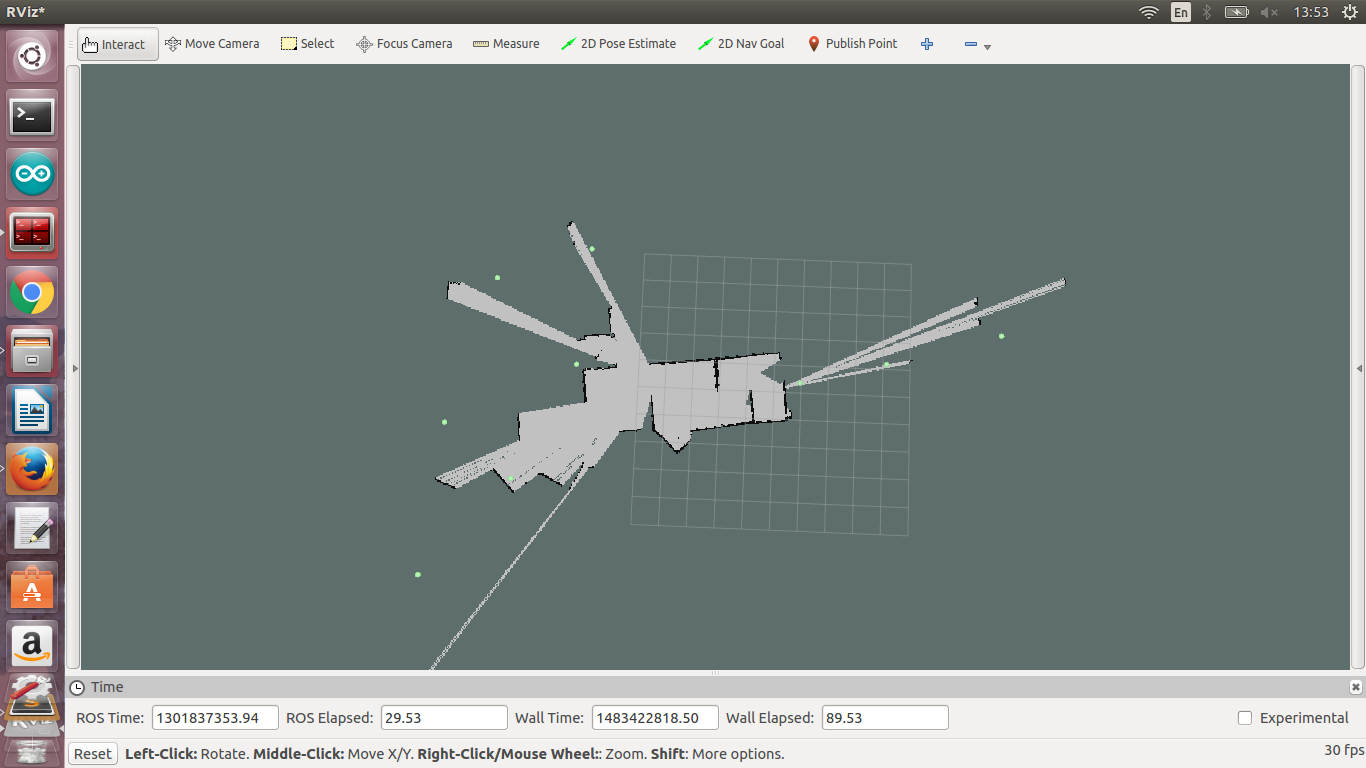 RViz*
En
13:53
Interact Move Camera Select Focus Camera Measure 2D Pose Estimate 2D Nav Goal Publish Point
Time
ROS Time: 1301837353.94 ROS Elapsed: 29.53 Wall Time: 1483422818.50 Wall Elapsed: 89.53 Experimental
Reset Left-Click: Rotate. Middle-Click: Move X/Y. Right-Click/Mouse Wheel:: Zoom. Shift: More options. 30 fps